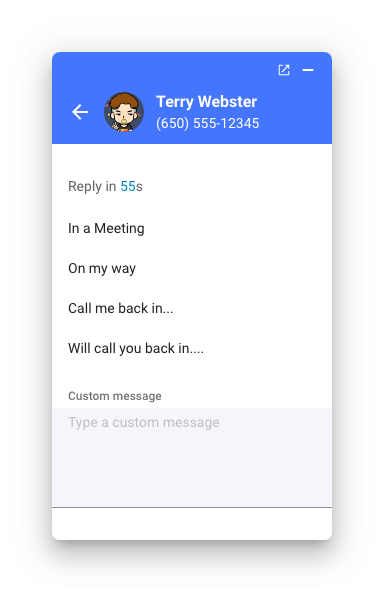 Terry Webster
(650) 555-12345
Reply in 55s
In a Meeting
On my way
Call me back in...
Will call you back in....
Custom message
Type a custom message